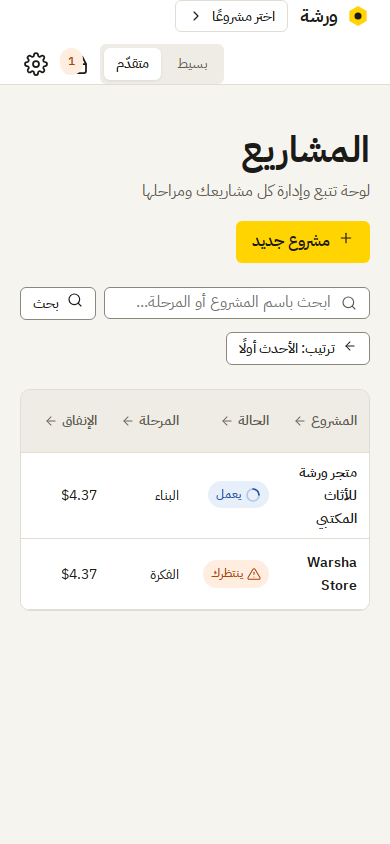 ورشة
اختر مشروعًا
بسيط
متقدّم
1
المشاريع
لوحة تتبع وإدارة كل مشاريعك ومراحلها
+ مشروع جديد
ابحث باسم المشروع أو المرحلة...
بحث
ترتيب: الأحدث أولًا
المشروع ← الحالة ← المرحلة ← الإنفاق ←
متجر ورشة
للأثاث
المكتبي
يعمل
البناء
$4.37
Warsha
Store
ينتظرك
الفكرة
$4.37